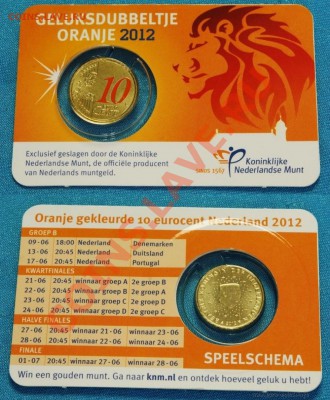 GELUKSDUBBELTJE
ORANJE 2012
10
Exclusief geslagen door de Koninklijke
Nederlandse Munt, de officiële producent
van Nederlands muntgeld.
SINDS 1567
Koninklijke
Nederlandse Munt
Oranje gekleurde 10 eurocent Nederland 2012
GROEP B
09-06 18:00 Nederland Denemarken
13-06 20:45 Nederland Duitsland
17-06 20:45 Nederland Portugal
KWARTFINALES
21-06 20:45 winnaar groep A 2e groep B
22-06 20:45 winnaar groep B 2e groep A
23-06 20:45 winnaar groep C 2e groep D
24-06 20:45 winnaar groep D 2e groep C
HALVE FINALES
27-06 20:45 winnaar 21-06 winnaar 23-06
28-06 20:45 winnaar 22-06 winnaar 24-06
FINALE
01-07 20:45 winnaar 27-06 winnaar 28-06
SPEELSCHEMA
Win een gouden munt. Ga naar knm.nl en ontdek hoeveel geluk u hebt!